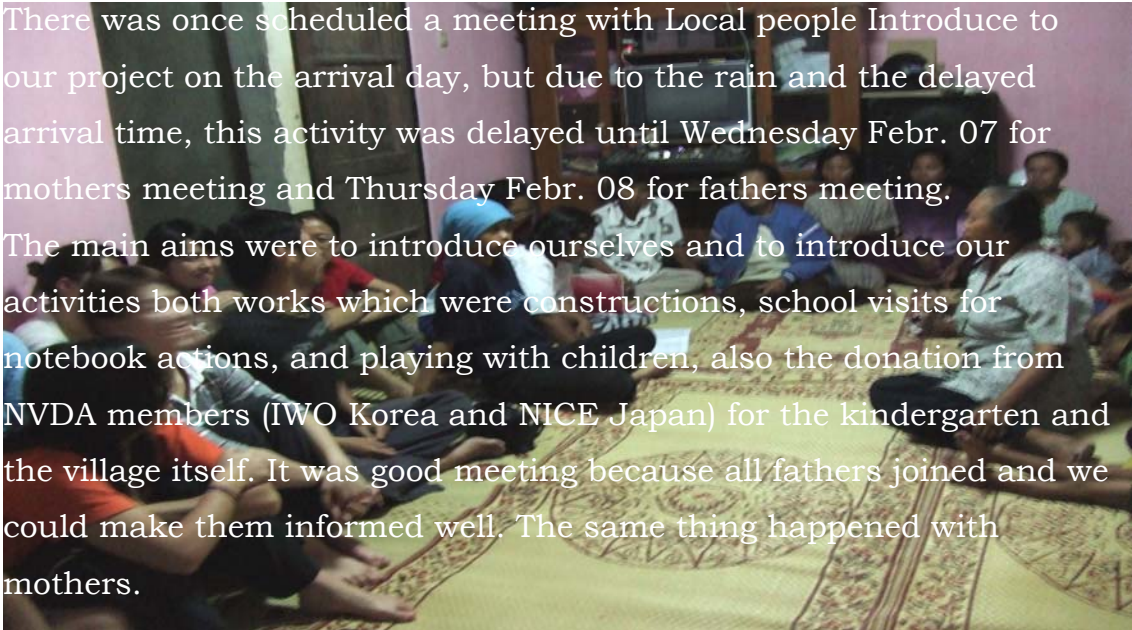 There was once scheduled a meeting with Local people Introduce to
our project on the arrival day, but due to the rain and the delayed
arrival time, this activity was delayed until Wednesday Febr. 07 for
mothers meeting and Thursday Febr. 08 for fathers meeting.
The main aims were to introduce ourselves and to introduce our
activities both works which were constructions, school visits for
notebook actions, and playing with children, also the donation from
NVDA members (IWO Korea and NICE Japan) for the kindergarten and
the village itself. It was good meeting because all fathers joined and we
could make them informed well. The same thing happened with
mothers.